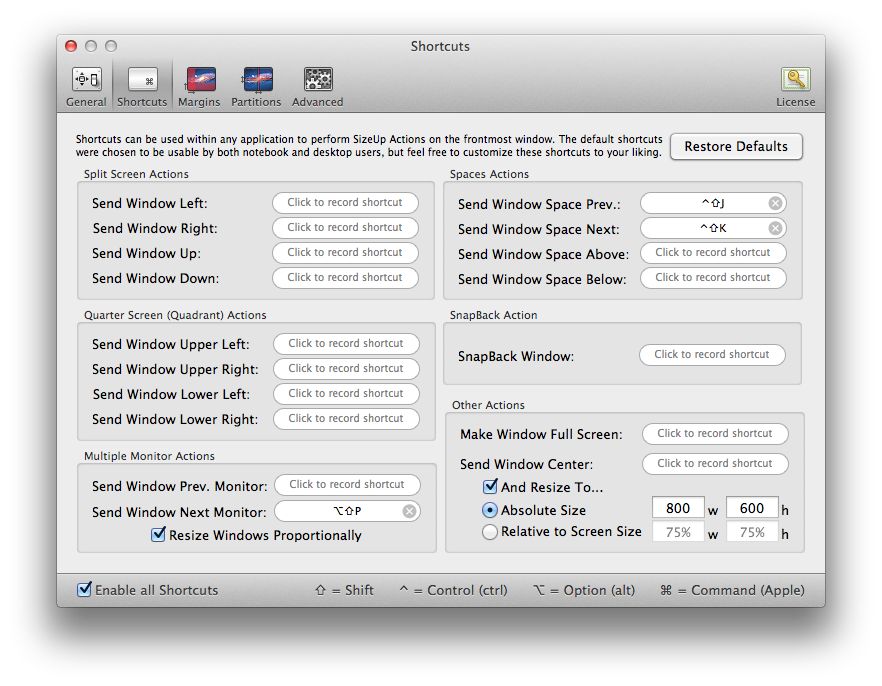 Shortcuts
General Shortcuts Margins Partitions Advanced License
Shortcuts can be used within any application to perform SizeUp Actions on the frontmost window. The default shortcuts
were chosen to be usable by both notebook and desktop users, but feel free to customize these shortcuts to your liking.
Restore Defaults
Split Screen Actions
Send Window Left: Click to record shortcut
Send Window Right: Click to record shortcut
Send Window Up: Click to record shortcut
Send Window Down: Click to record shortcut
Spaces Actions
Send Window Space Prev.: ^⇧J
Send Window Space Next: ^⇧K
Send Window Space Above: Click to record shortcut
Send Window Space Below: Click to record shortcut
Quarter Screen (Quadrant) Actions
Send Window Upper Left: Click to record shortcut
Send Window Upper Right: Click to record shortcut
Send Window Lower Left: Click to record shortcut
Send Window Lower Right: Click to record shortcut
SnapBack Action
SnapBack Window: Click to record shortcut
Multiple Monitor Actions
Send Window Prev. Monitor: Click to record shortcut
Send Window Next Monitor: ⌥⇧P
Resize Windows Proportionally
Other Actions
Make Window Full Screen: Click to record shortcut
Send Window Center: Click to record shortcut
And Resize To...
Absolute Size 800 w 600 h
Relative to Screen Size 75% w 75% h
Enable all Shortcuts ⇧ = Shift ^ = Control (ctrl) ⌥ = Option (alt) ⌘ = Command (Apple)